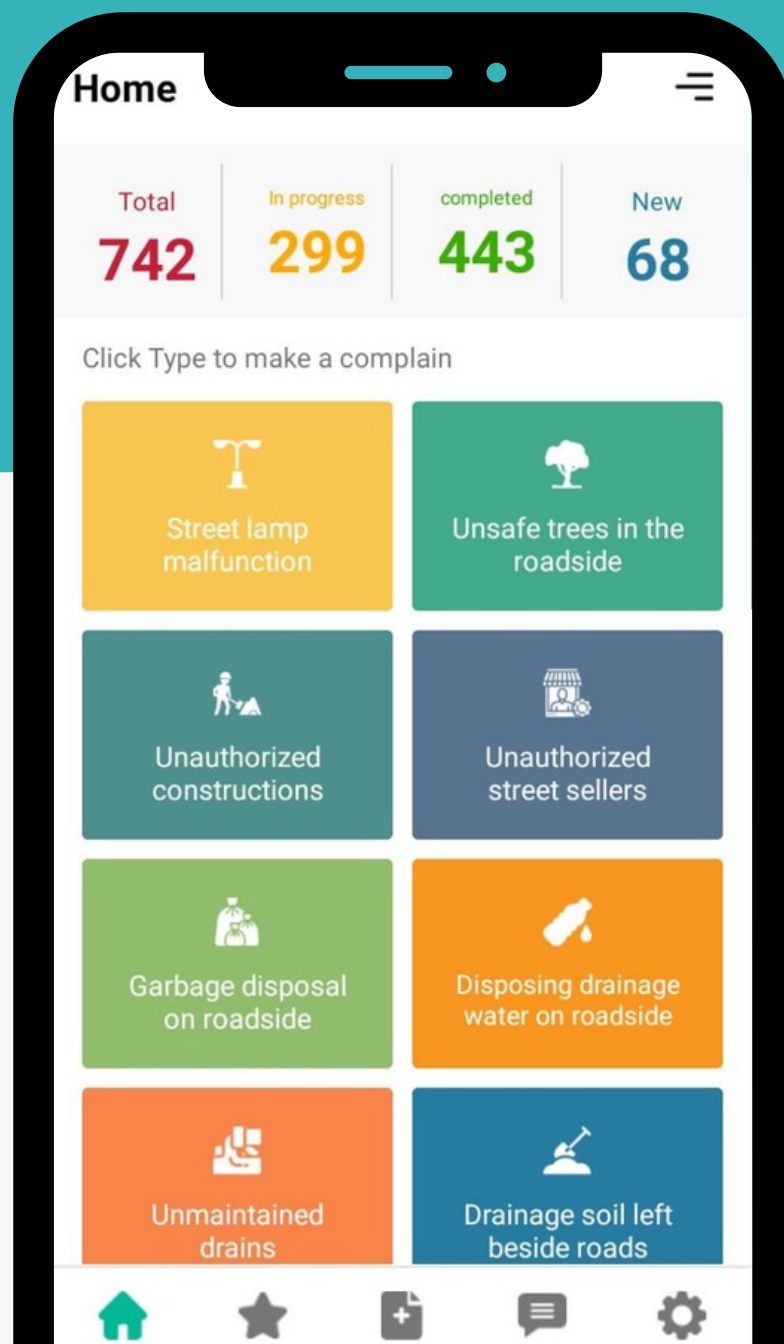 Home
Total
In progress
completed
New
742
299
443
68
Click Type to make a complain
Street lamp
malfunction
Unsafe trees in the
roadside
Unauthorized
constructions
Unauthorized
street sellers
Garbage disposal
on roadside
Disposing drainage
water on roadside
Unmaintained
drains
Drainage soil left
beside roads